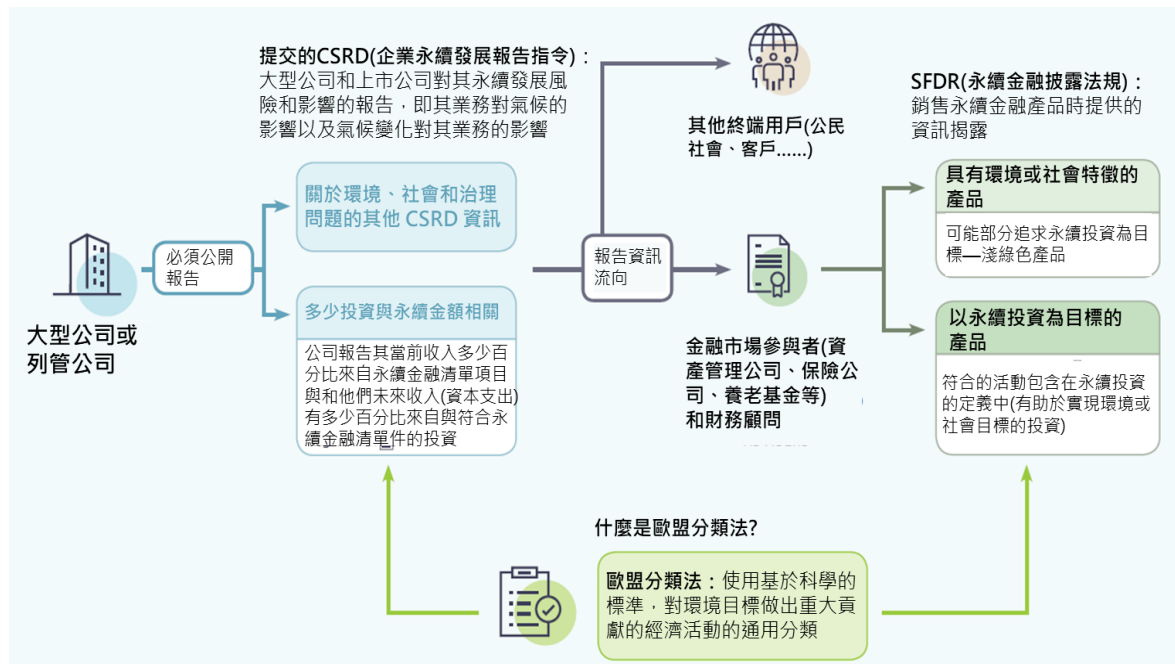 提交的CSRD(企業永續發展報告指令)：
大型公司和上市公司對其永續發展風
險和影響的報告，即其業務對氣候的
影響以及氣候變化對其業務的影響
大型公司或
列管公司
必須公開
報告
關於環境、社會和治理
問題的其他 CSRD 資訊
多少投資與永續金額相關
公司報告其當前收入多少百
分比來自永續金融清單項目
與和他們未來收入(資本支出)
有多少百分比來自與符合永
續金融清單件的投資
報告資訊
流向
其他終端用戶(公民
社會、客戶......)
金融市場參與者(資
產管理公司、保險公
司、養老基金等)
和財務顧問
SFDR(永續金融披露法規)：
銷售永續金融產品時提供的
資訊揭露
具有環境或社會特徵的
產品
可能部分追求永續投資為目
標—淺綠色產品
以永續投資為目標的
產品
符合的活動包含在永續投資
的定義中(有助於實現環境或
社會目標的投資)
什麼是歐盟分類法?
歐盟分類法：使用基於科學的
標準，對環境目標做出重大貢
獻的經濟活動的通用分類